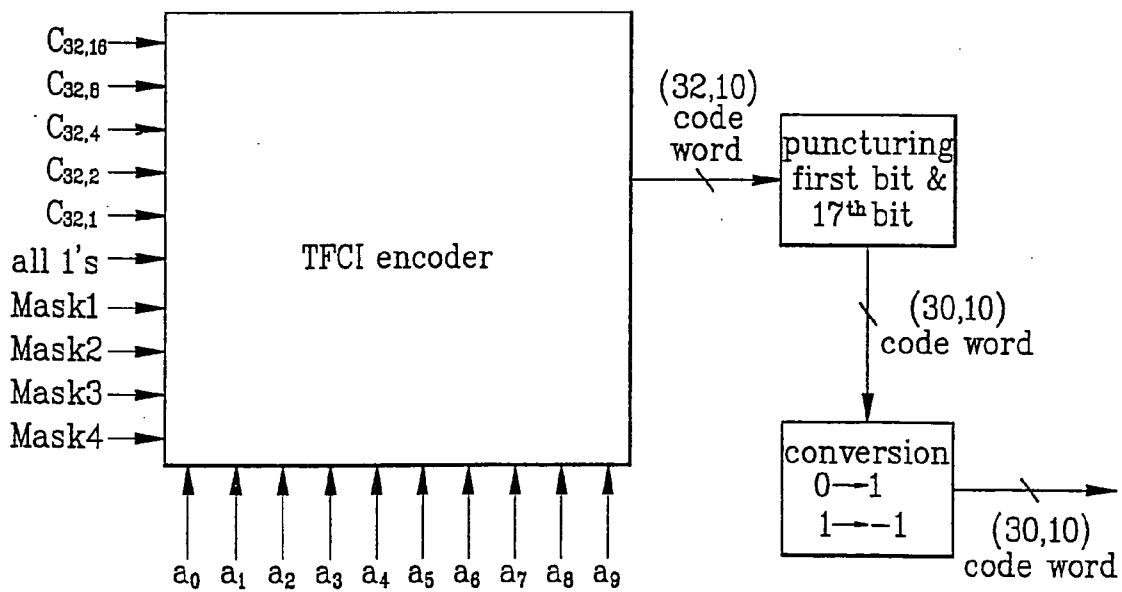 C32,16
C32,8
C32,4
C32,2
C32,1
all 1's
Mask1
Mask2
Mask3
Mask4
TFCI encoder
a0 a1 a2 a3 a4 a5 a6 a7 a8 a9
(32,10)
code
word
puncturing
first bit &
17th bit
(30,10)
code word
conversion
0→1
1→-1
(30,10)
code word